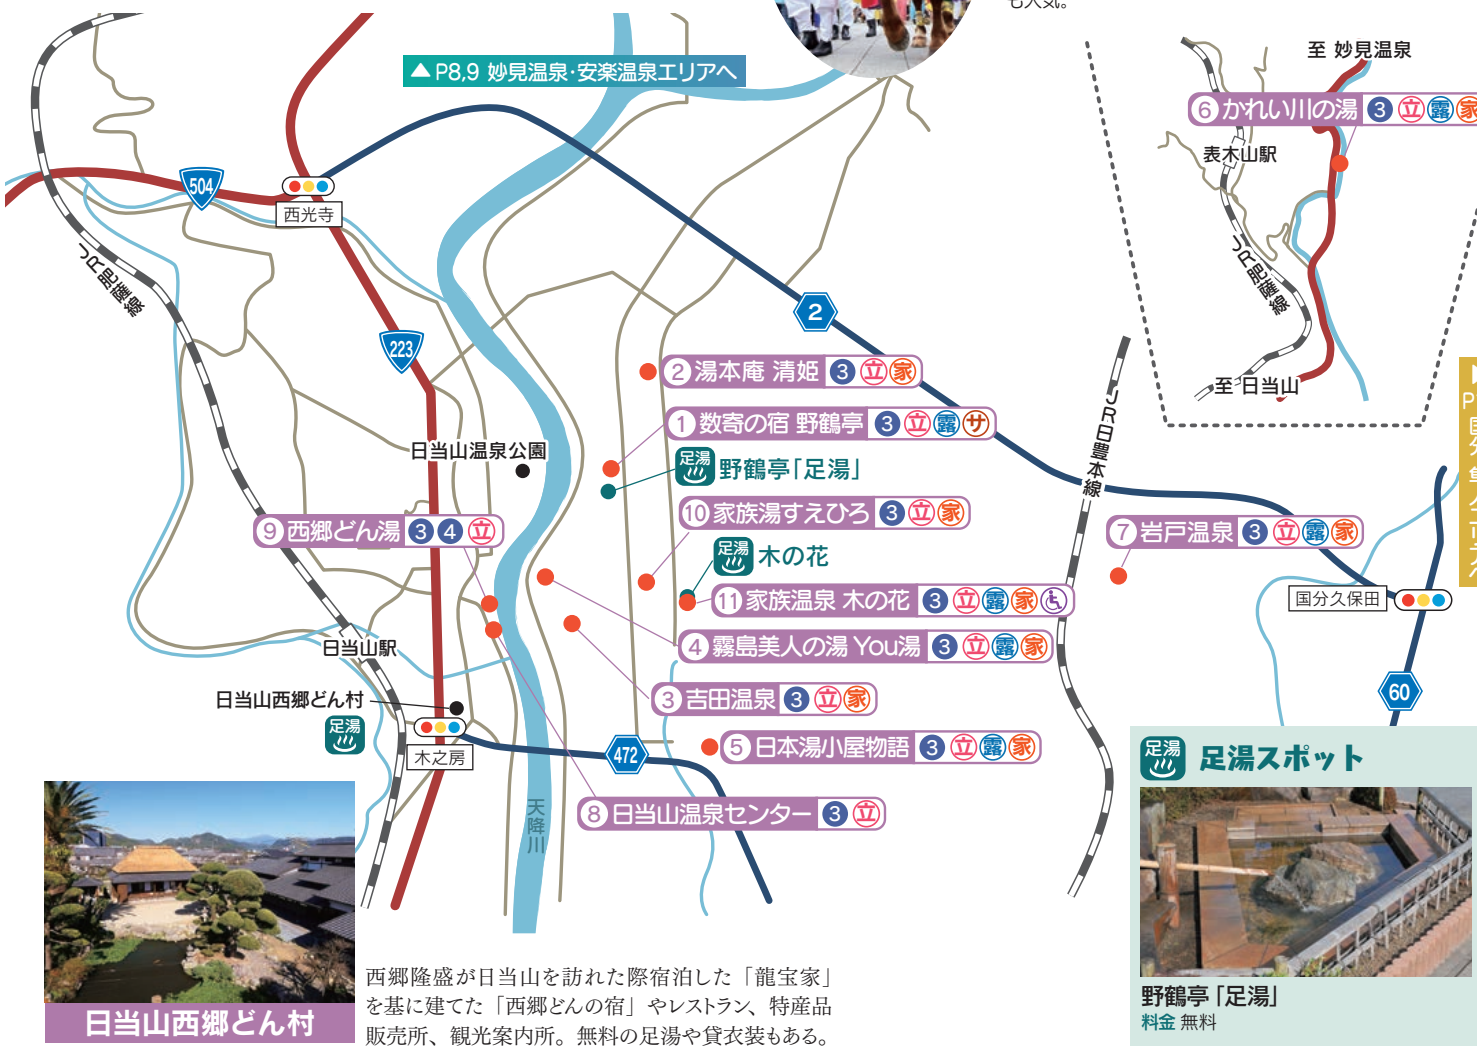 も人気。
▲P8,9 妙見温泉・安楽温泉エリアへ
至 妙見温泉
⑥かれい川の湯 3 立 露 家
表木山駅
JR肥薩線
至 日当山
504
西光寺
JR肥薩線
223
2
②湯本庵 清姫 3 立 家
①数寄の宿 野鶴亭 3 立 露 サ
日当山温泉公園
足湯 野鶴亭「足湯」
JR日豊本線
⑩家族湯すえひろ 3 立 家
⑨西郷どん湯 3 4 立
⑦岩戸温泉 3 立 露 家
足湯 木の花
⑪家族温泉 木の花 3 立 露 家
国分久保田
④霧島美人の湯 You湯 3 立 露 家
日当山駅
③吉田温泉 3 立 家
日当山西郷どん村
足湯
60
木之房
472
⑤日本湯小屋物語 3 立 露 家
⑧日当山温泉センター 3 立
天降川
足湯 足湯スポット
野鶴亭「足湯」
料金 無料
日当山西郷どん村
西郷隆盛が日当山を訪れた際宿泊した「龍宝家」
を基に建てた「西郷どんの宿」やレストラン、特産品
販売所、観光案内所。無料の足湯や貸衣装もある。